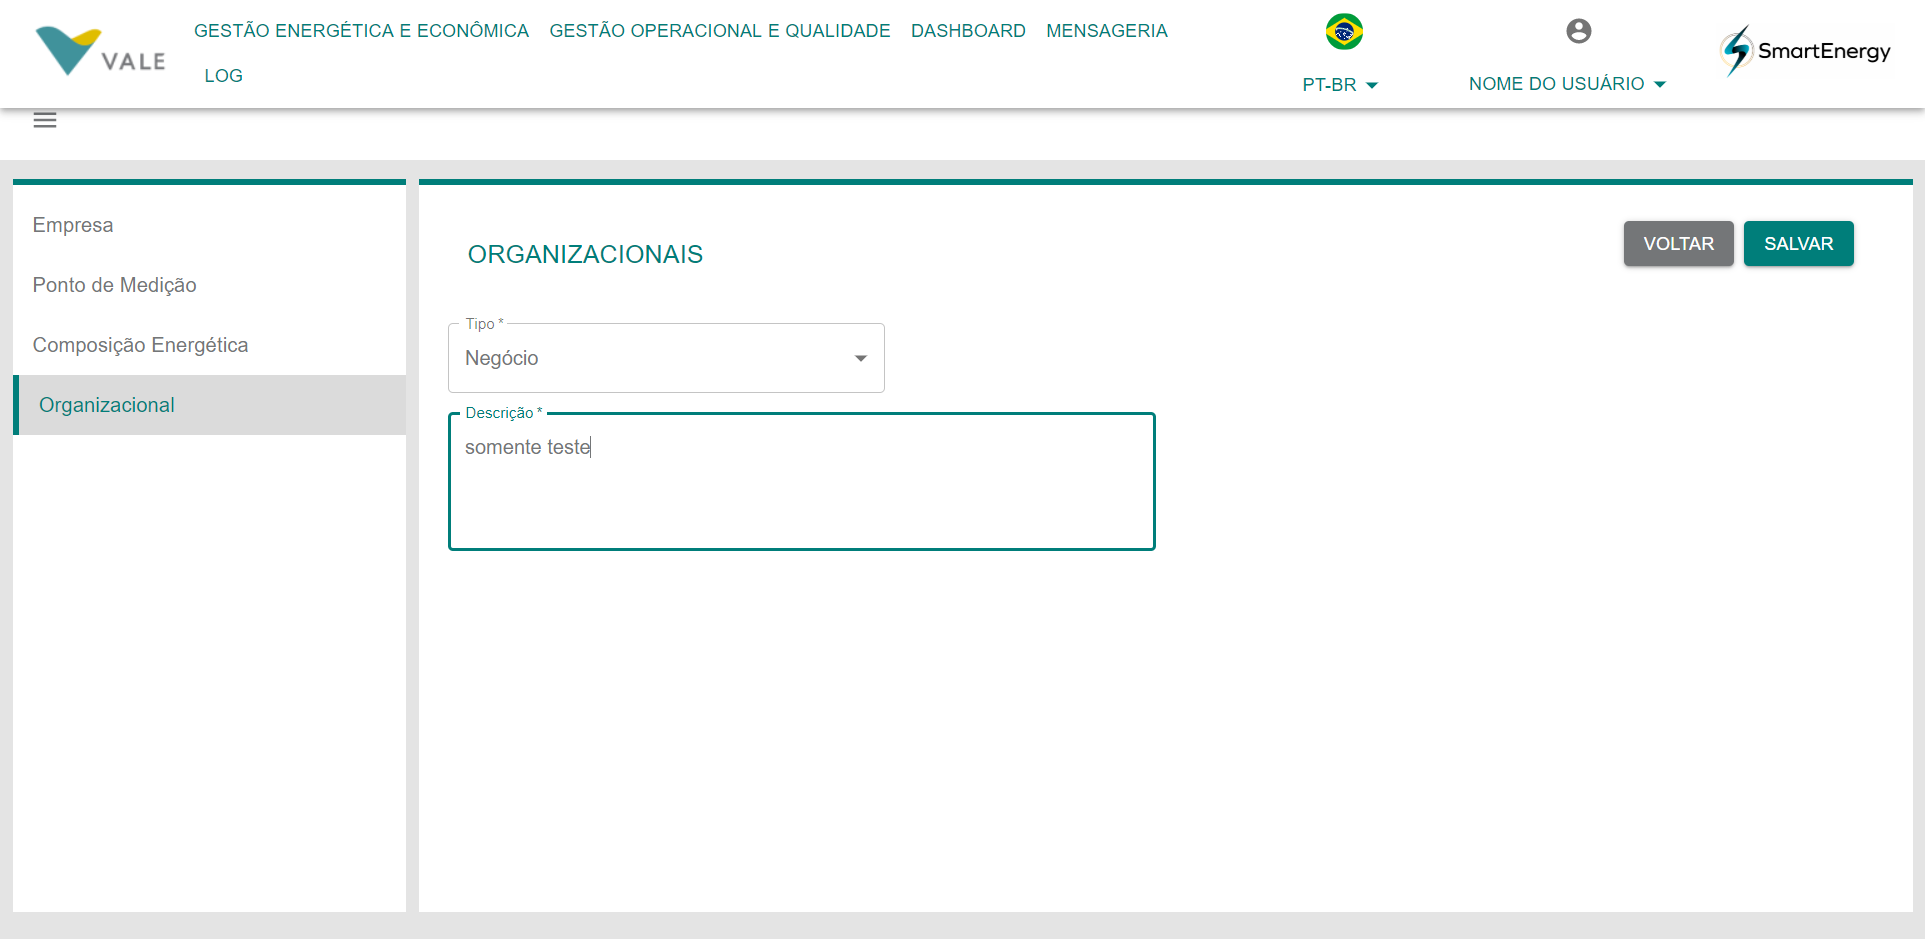 VALE
GESTÃO ENERGÉTICA E ECONÔMICA
GESTÃO OPERACIONAL E QUALIDADE
DASHBOARD
MENSAGERIA
LOG
PT-BR
NOME DO USUÁRIO
SmartEnergy
Empresa
Ponto de Medição
Composição Energética
Organizacional
ORGANIZACIONAIS
VOLTAR
SALVAR
Tipo *
Negócio
Descrição *
somente teste